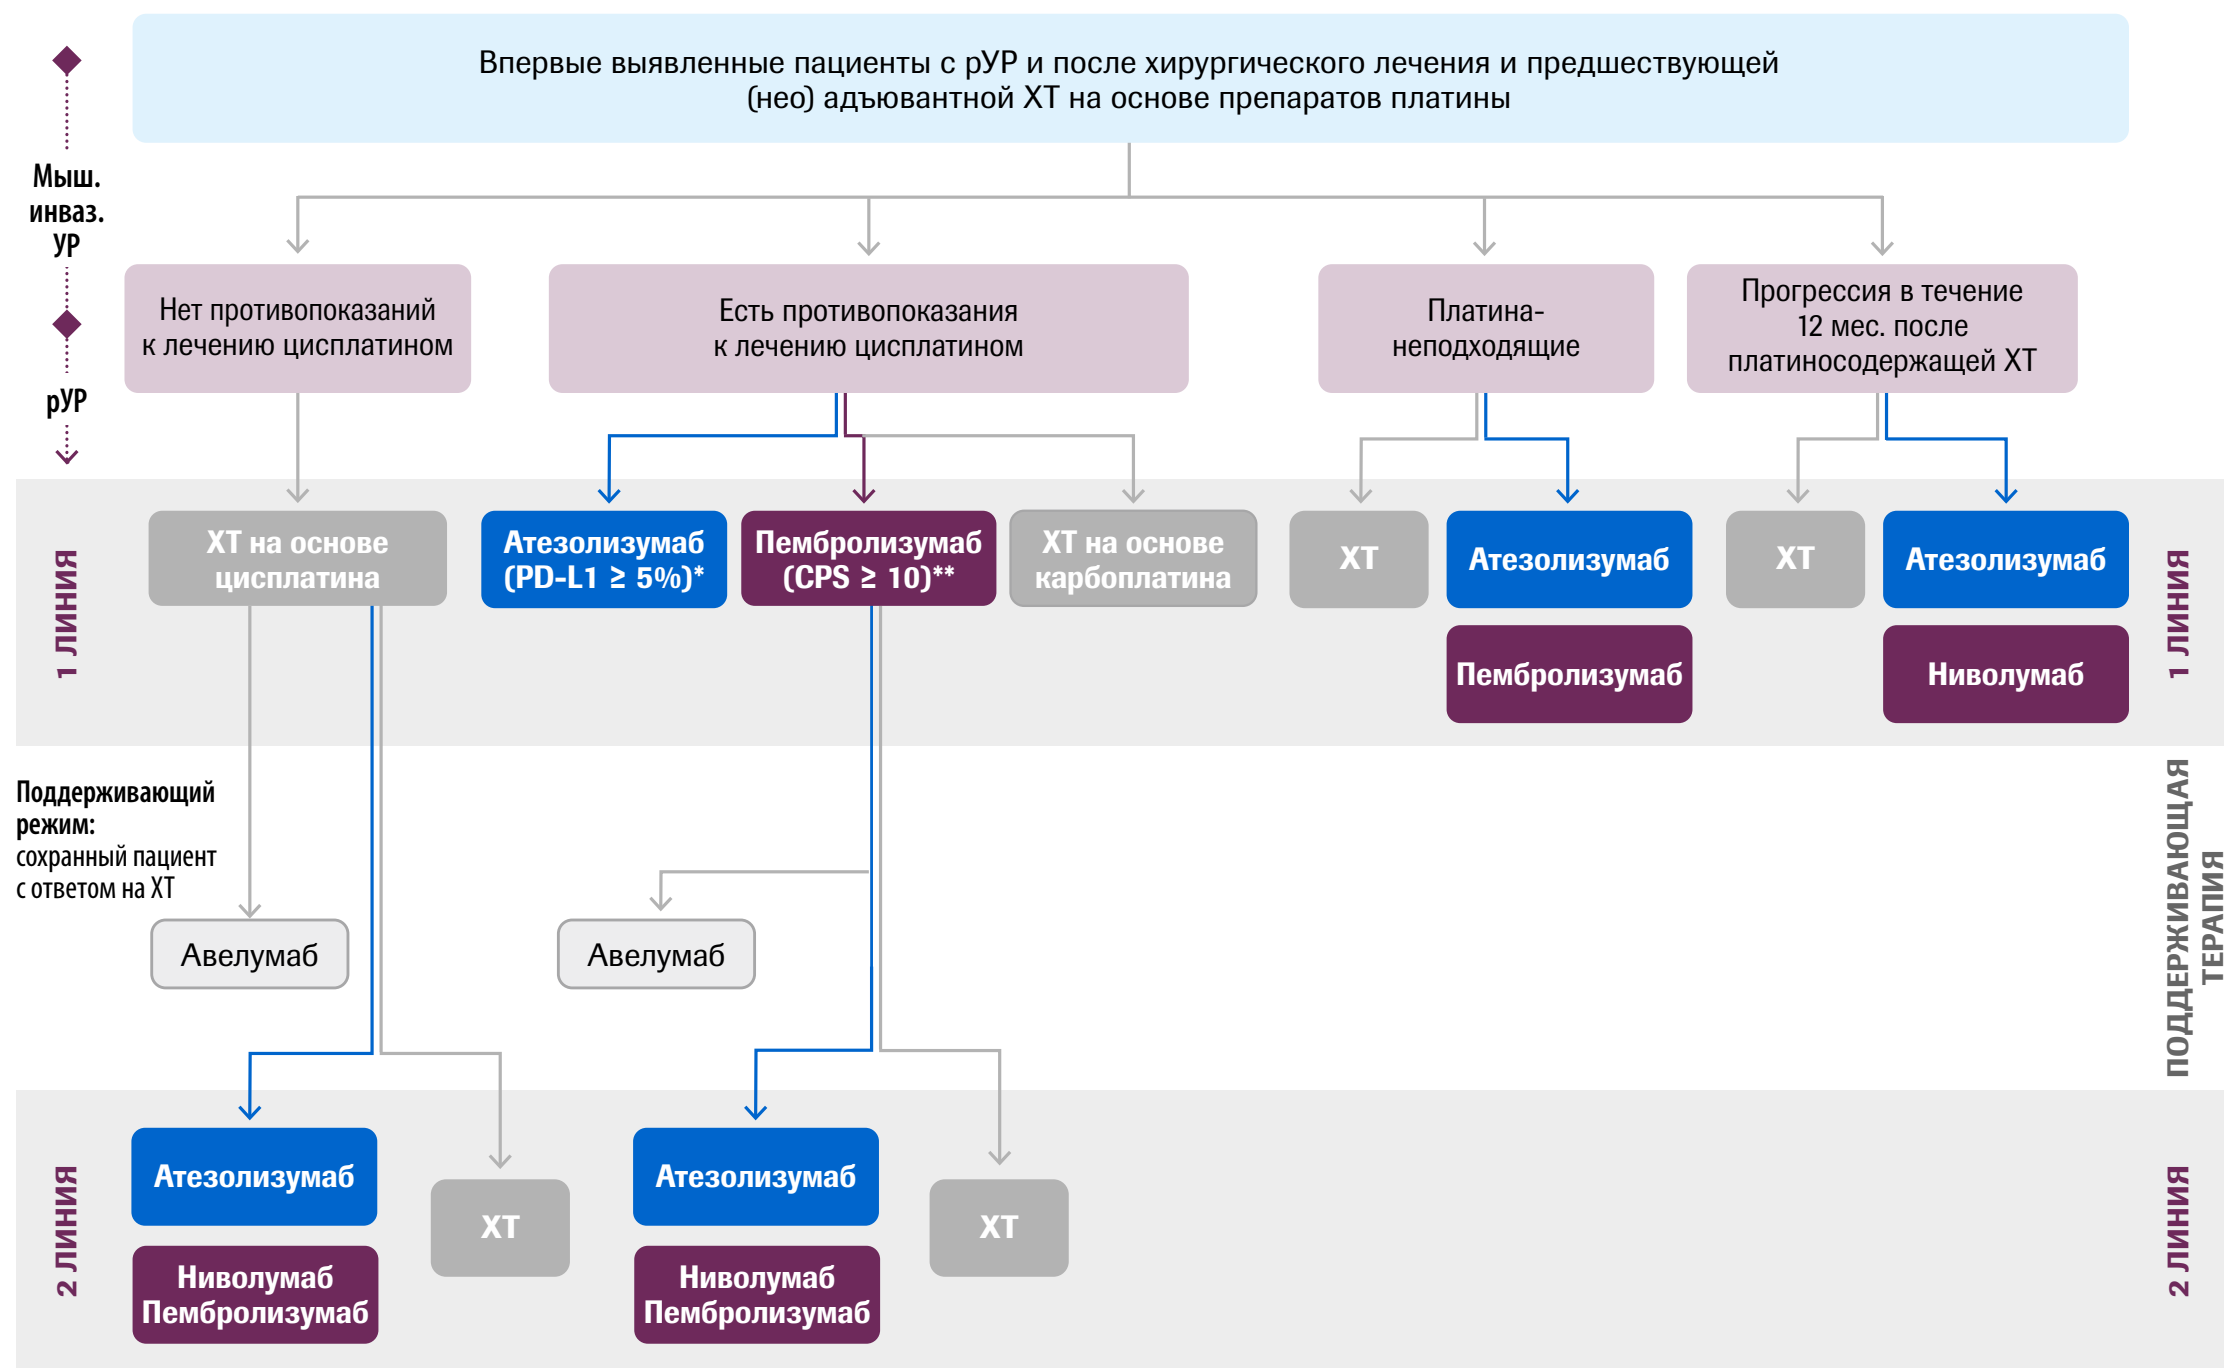 Впервые выявленные пациенты с рУР и после хирургического лечения и предшествующей
(нео) адъювантной ХТ на основе препаратов платины
Мыш.
инваз.
УР
рУР
Нет противопоказаний
к лечению цисплатином
Есть противопоказания
к лечению цисплатином
Платина-
неподходящие
Прогрессия в течение
12 мес. после
платиносодержащей ХТ
1 ЛИНИЯ
ХТ на основе
цисплатина
Атезолизумаб
(PD-L1 ≥ 5%)*
Пембролизумаб
(CPS ≥ 10)**
ХТ на основе
карбоплатина
ХТ
Атезолизумаб
Пембролизумаб
ХТ
Атезолизумаб
Ниволумаб
1 ЛИНИЯ
Поддерживающий
режим:
сохранный пациент
с ответом на ХТ
Авелумаб
Авелумаб
ПОДДЕРЖИВАЮЩАЯ
ТЕРАПИЯ
2 ЛИНИЯ
Атезолизумаб
Ниволумаб
Пембролизумаб
ХТ
Атезолизумаб
Ниволумаб
Пембролизумаб
ХТ
2 ЛИНИЯ